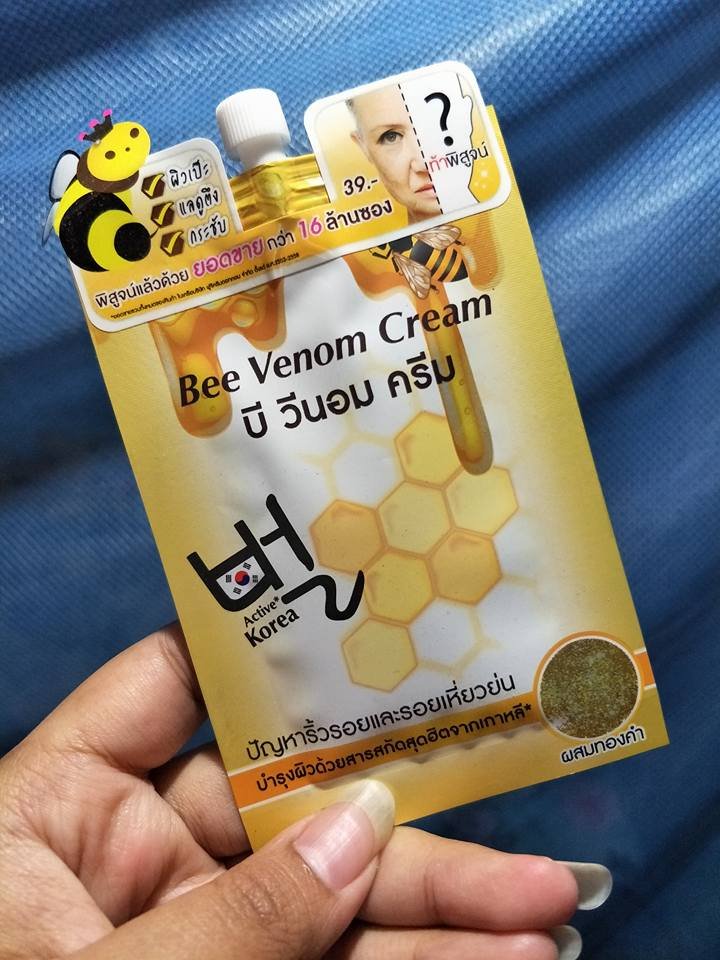 ผิวเป๊ะ
แลดูตึง
กระชับ
?
ท้าพิสูจน์
39.-
พิสูจน์แล้วด้วย ยอดขาย กว่า 16 ล้านซอง
Bee Venom Cream
บี วีนอม ครีม
벌
Active*
Korea
ปัญหาริ้วรอยและรอยเหี่ยวย่น
บำรุงผิวด้วยสารสกัดสุดฮิตจากเกาหลี*
ผสมทองคำ